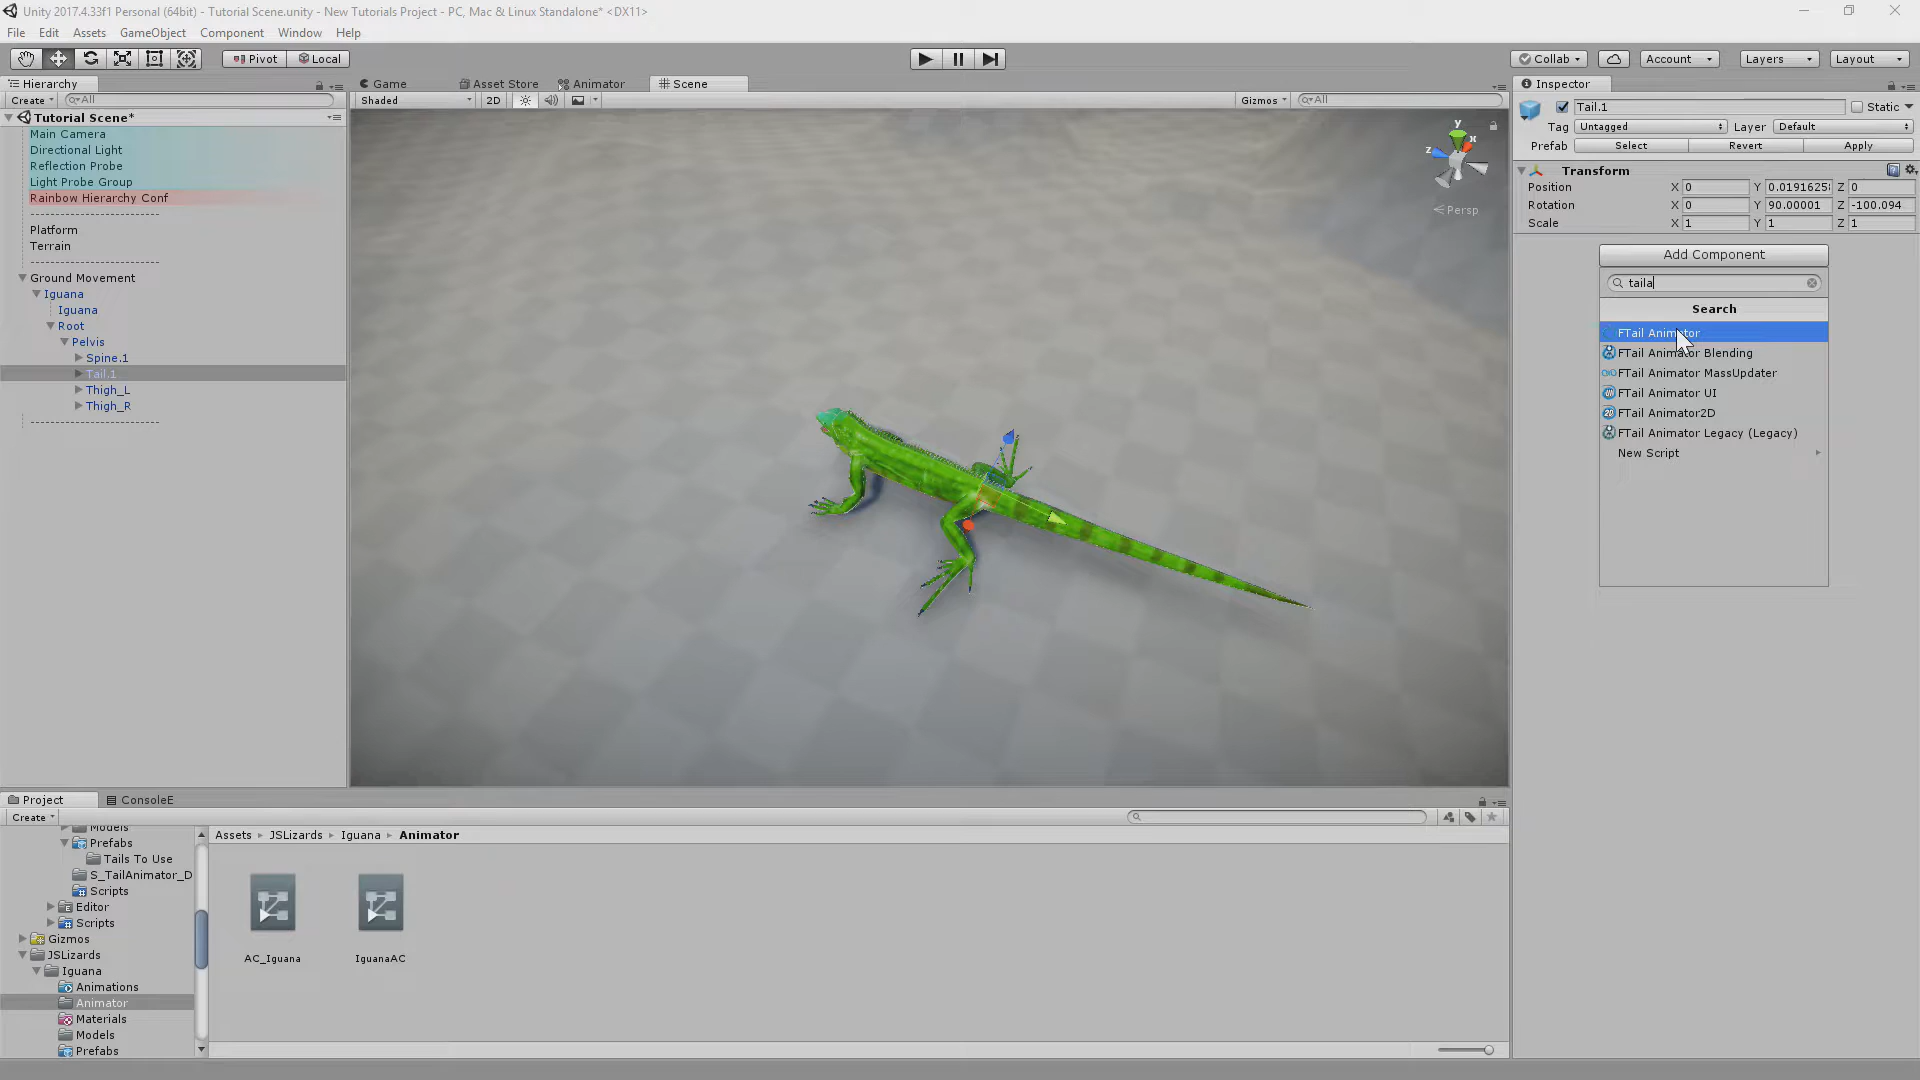 Unity 2017.4.33f1 Personal (64bit) - Tutorial Scene.unity - New Tutorials Project - PC, Mac & Linux Standalone* <DX11>
File Edit Assets GameObject Component Window Help
Pivot Local Collab Account Layers Layout
Hierarchy
Create All
Tutorial Scene*
Main Camera
Directional Light
Reflection Probe
Light Probe Group
Rainbow Hierarchy Conf
-----------------------
Platform
Terrain
-----------------------
Ground Movement
Iguana
Iguana
Root
Pelvis
Spine.1
Tail.1
Thigh_L
Thigh_R
-----------------------
Game Asset Store Animator Scene
Shaded 2D Gizmos All
y
x
z
Persp
Inspector
Tail.1 Static
Tag Untagged Layer Default
Prefab Select Revert Apply
Transform
Position X 0 Y 0.0191625 Z 0
Rotation X 0 Y 90.00001 Z -100.094
Scale X 1 Y 1 Z 1
Add Component
taila
Search
FTail Animator
FTail Animator Blending
FTail Animator MassUpdater
FTail Animator UI
FTail Animator2D
FTail Animator Legacy (Legacy)
New Script
Project ConsoleE
Create
Models
Prefabs
Tails To Use
S_TailAnimator_D
Scripts
Editor
Scripts
Gizmos
JSLizards
Iguana
Animations
Animator
Materials
Models
Prefabs
Assets JSLizards Iguana Animator
AC_Iguana IguanaAC